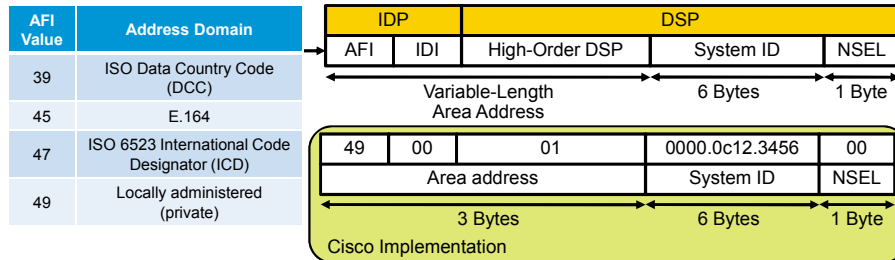 AFI
Value
Address Domain
39
ISO Data Country Code
(DCC)
45
E.164
47
ISO 6523 International Code
Designator (ICD)
49
Locally administered
(private)
IDP DSP
AFI IDI High-Order DSP System ID NSEL
Variable-Length
Area Address
6 Bytes 1 Byte
49 00 01 0000.0c12.3456 00
Area address System ID NSEL
3 Bytes 6 Bytes 1 Byte
Cisco Implementation